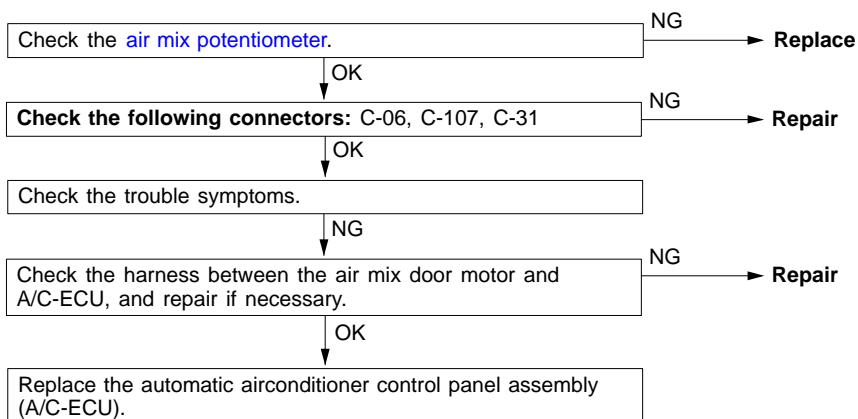 NG
Check the air mix potentiometer.
Replace
OK
NG
Check the following connectors: C-06, C-107, C-31
Repair
OK
Check the trouble symptoms.
NG
NG
Check the harness between the air mix door motor and
Repair
A/C-ECU, and repair if necessary.
OK
Replace the automatic airconditioner control panel assembly
(A/C-ECU).